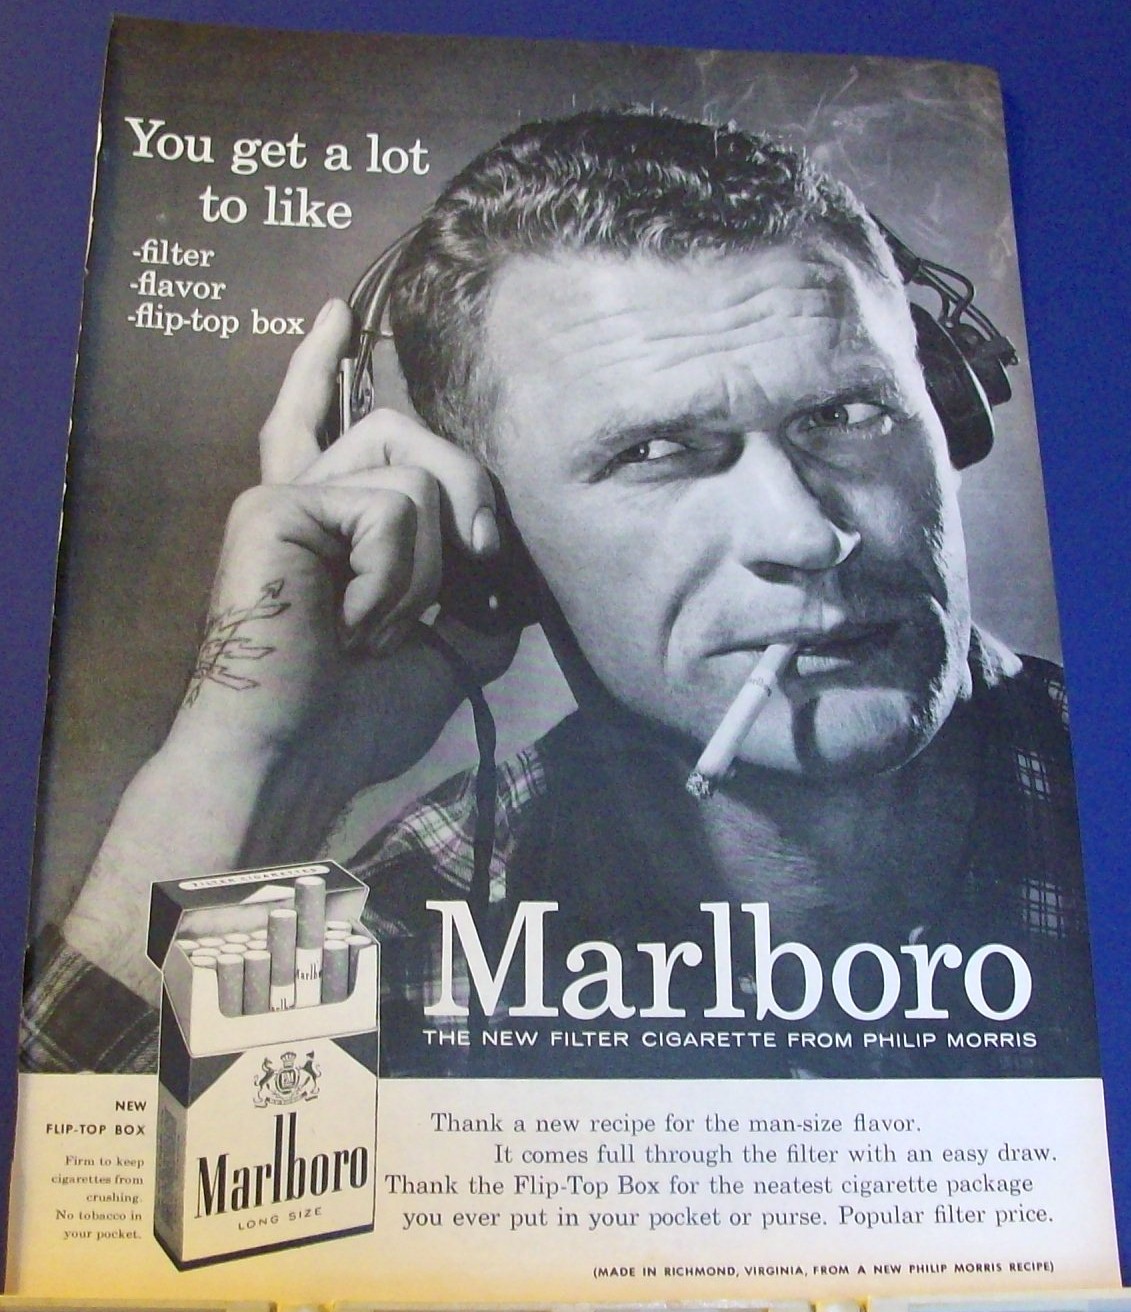 You get a lot
to like
-filter
-flavor
-flip-top box
FILTER CIGARETTES
Marlboro
THE NEW FILTER CIGARETTE FROM PHILIP MORRIS
NEW
FLIP-TOP BOX
Firm to keep
cigarettes from
crushing.
No tobacco in
your pocket.
Marlboro
LONG SIZE
Thank a new recipe for the man-size flavor.
It comes full through the filter with an easy draw.
Thank the Flip-Top Box for the neatest cigarette package
you ever put in your pocket or purse. Popular filter price.
(MADE IN RICHMOND, VIRGINIA, FROM A NEW PHILIP MORRIS RECIPE)